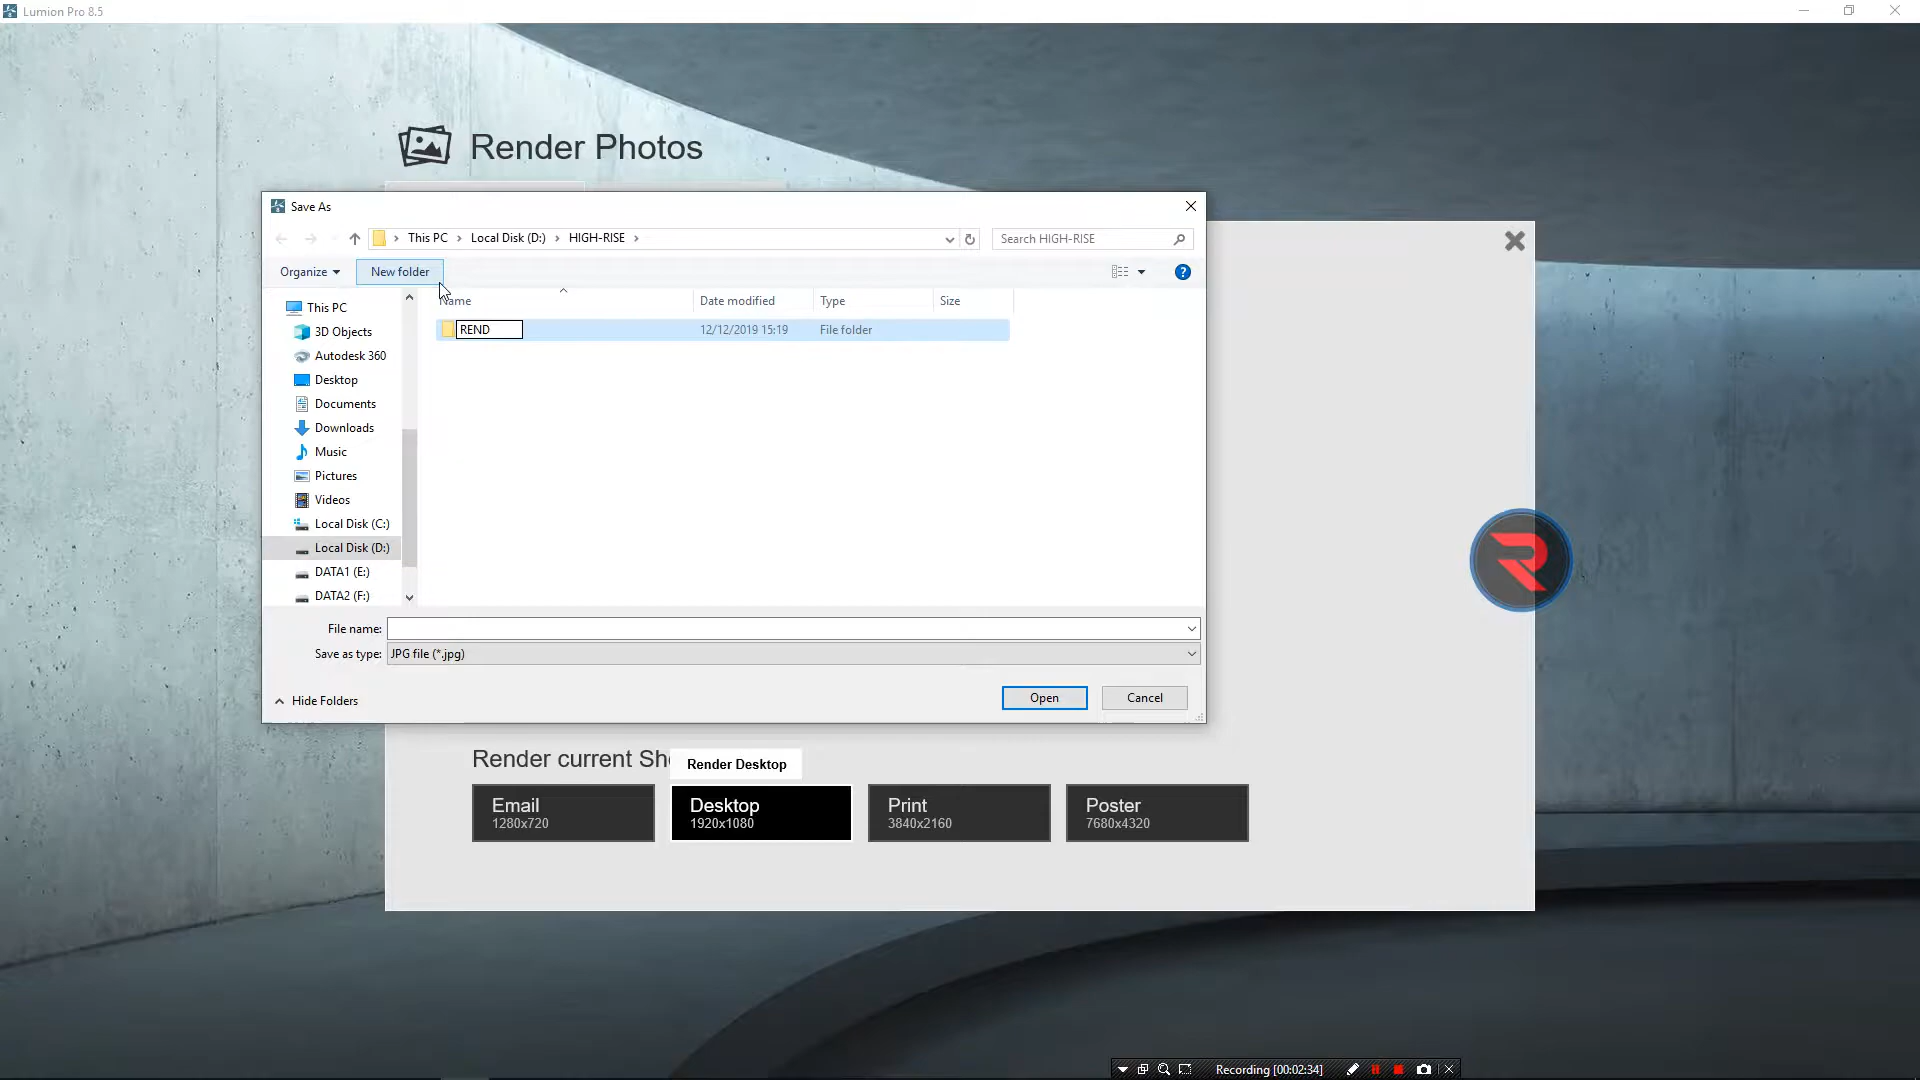 Lumion Pro 8.5
Render Photos
Save As
This PC
Local Disk (D:)
HIGH-RISE
Search HIGH-RISE
Organize
New folder
Name
Date modified
Type
Size
REND
12/12/2019 15:19
File folder
This PC
3D Objects
Autodesk 360
Desktop
Documents
Downloads
Music
Pictures
Videos
Local Disk (C:)
Local Disk (D:)
DATA1 (E:)
DATA2 (F:)
File name:
Save as type: JPG file (*.jpg)
Hide Folders
Open
Cancel
Render current Sh
Render Desktop
Email
1280x720
Desktop
1920x1080
Print
3840x2160
Poster
7680x4320
Recording [00:02:34]